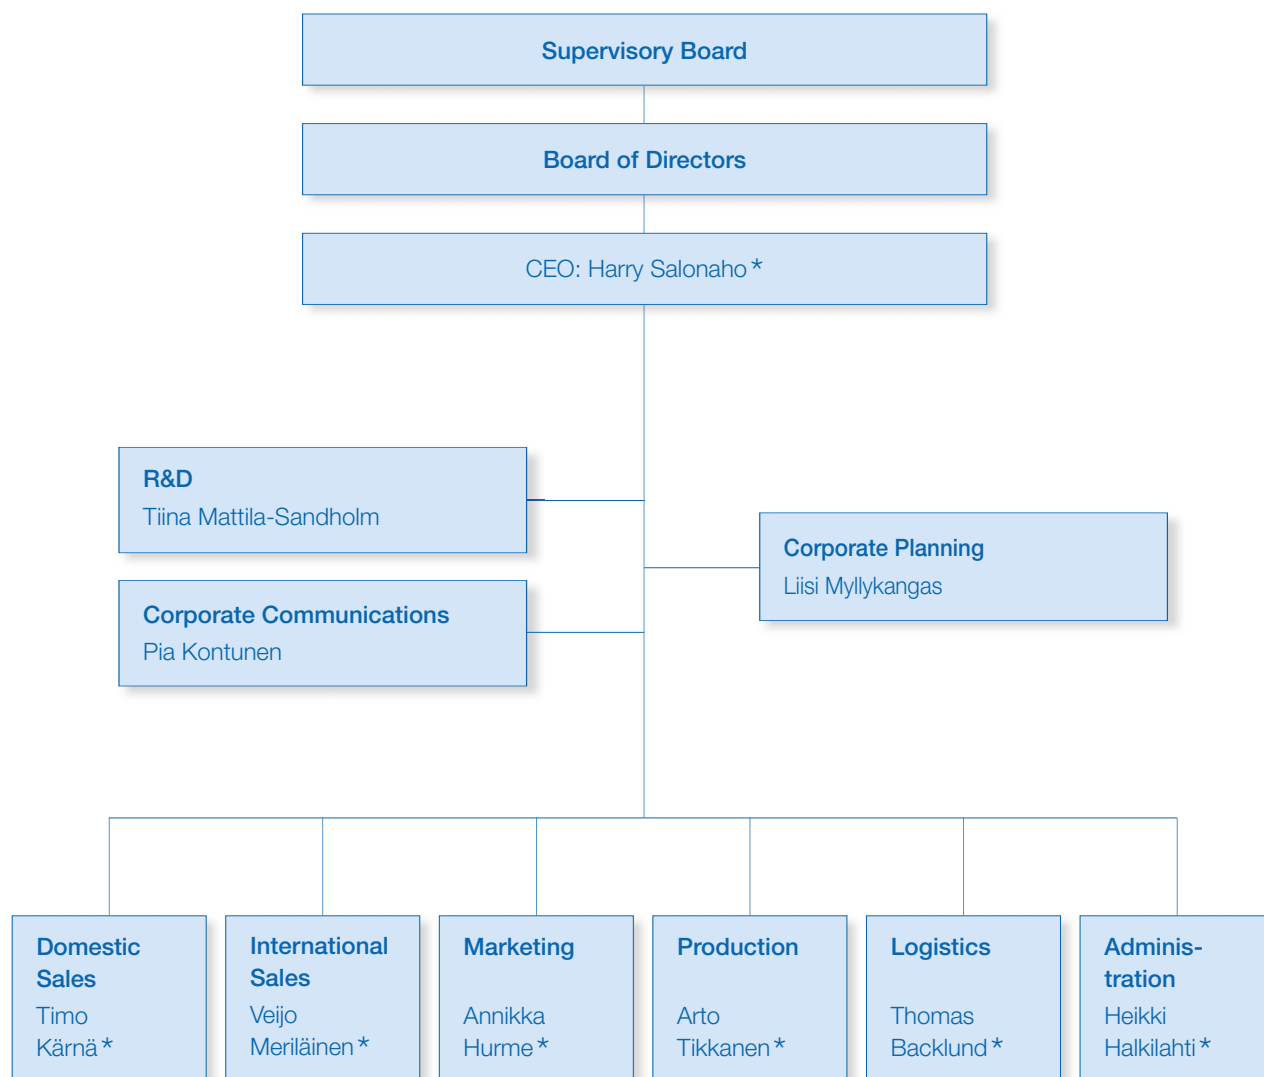 Supervisory Board
Board of Directors
CEO: Harry Salonaho *
R&D
Tiina Mattila-Sandholm
Corporate Planning
Liisi Myllykangas
Corporate Communications
Pia Kontunen
Domestic
Sales
Timo
Kärnä *
International
Sales
Veijo
Meriläinen *
Marketing
Annikka
Hurme *
Production
Arto
Tikkanen *
Logistics
Thomas
Backlund *
Adminis-
tration
Heikki
Halkilahti *